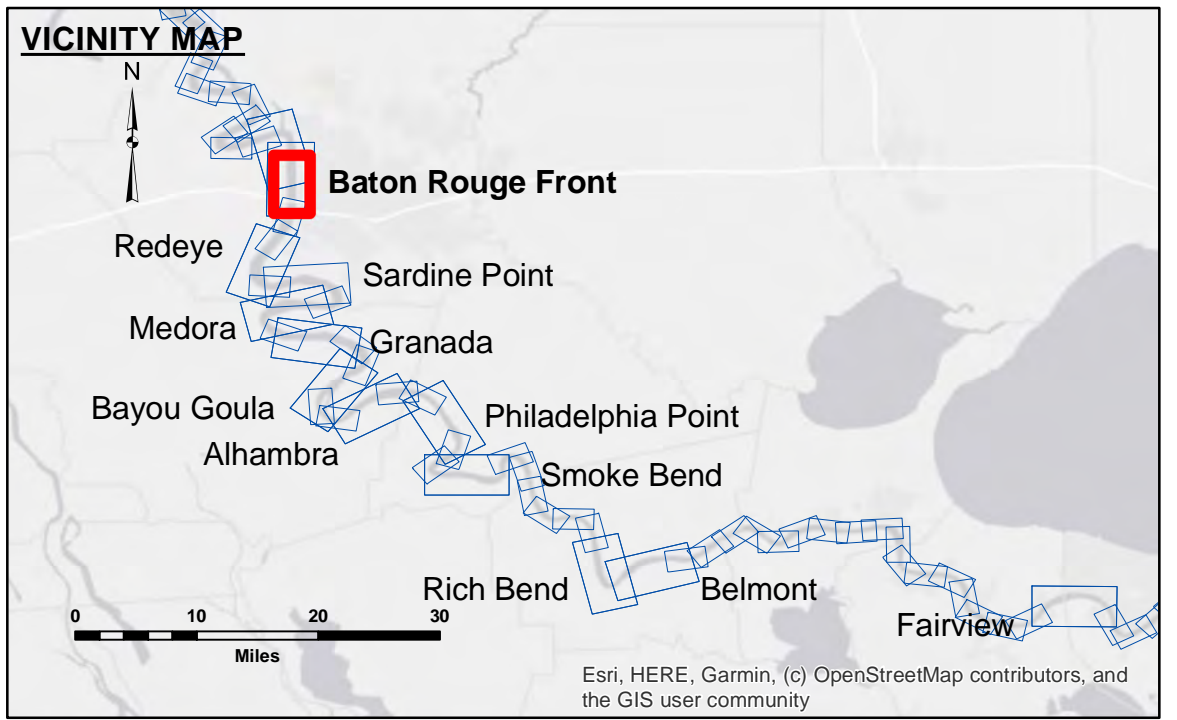 VICINITY MAP
N
Baton Rouge Front
Redeye
Sardine Point
Medora
Granada
Bayou Goula
Philadelphia Point
Alhambra
Smoke Bend
Rich Bend
Belmont
Fairview
0 10 20 30
Miles
Esri, HERE, Garmin, (c) OpenStreetMap contributors, and
the GIS user community